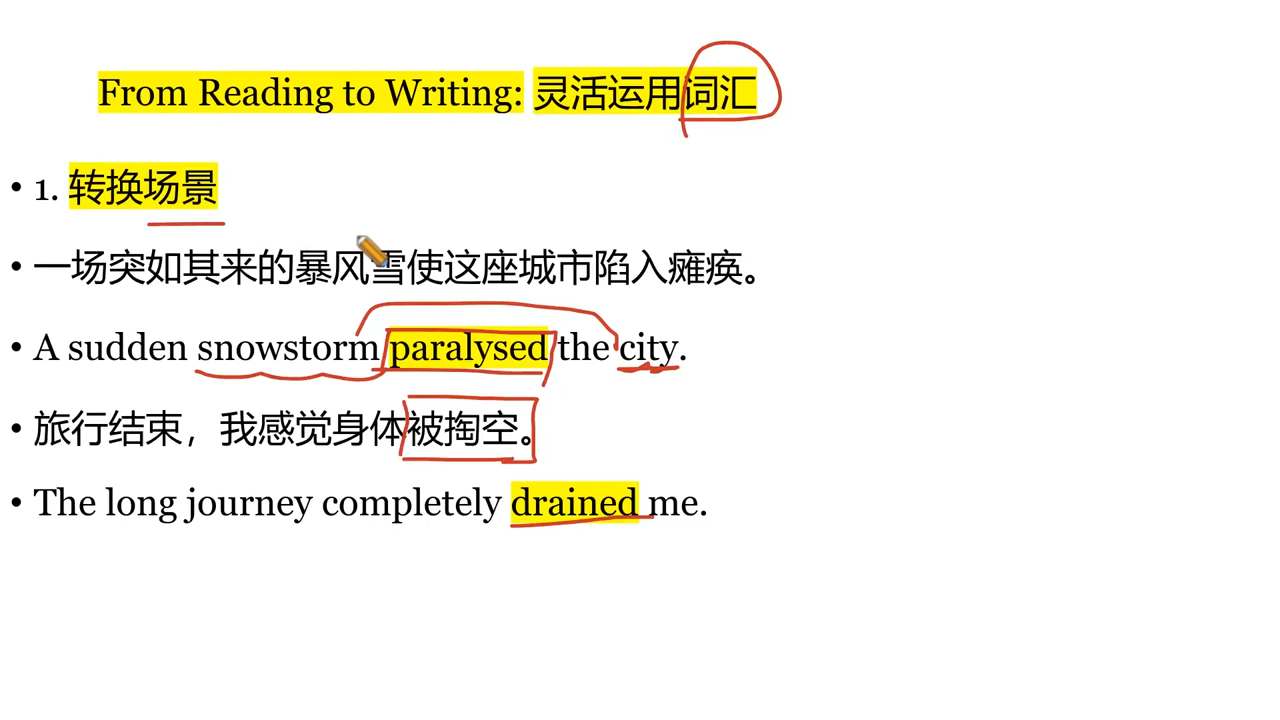 From Reading to Writing: 灵活运用词汇
• 1. 转换场景
• 一场突如其来的暴风雪使这座城市陷入瘫痪。
• A sudden snowstorm paralysed the city.
• 旅行结束，我感觉身体被掏空。
• The long journey completely drained me.